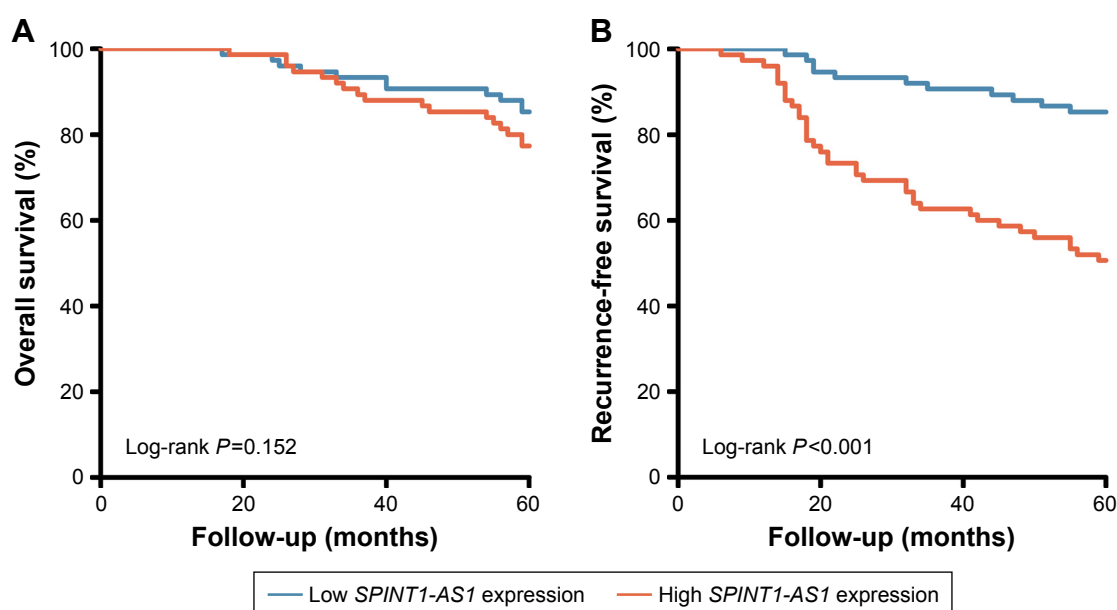 A
100
80
60
40
20
0
Overall survival (%)
Log-rank P=0.152
0 20 40 60
Follow-up (months)
B
100
80
60
40
20
0
Recurrence-free survival (%)
Log-rank P<0.001
0 20 40 60
Follow-up (months)
Low SPINT1-AS1 expression High SPINT1-AS1 expression